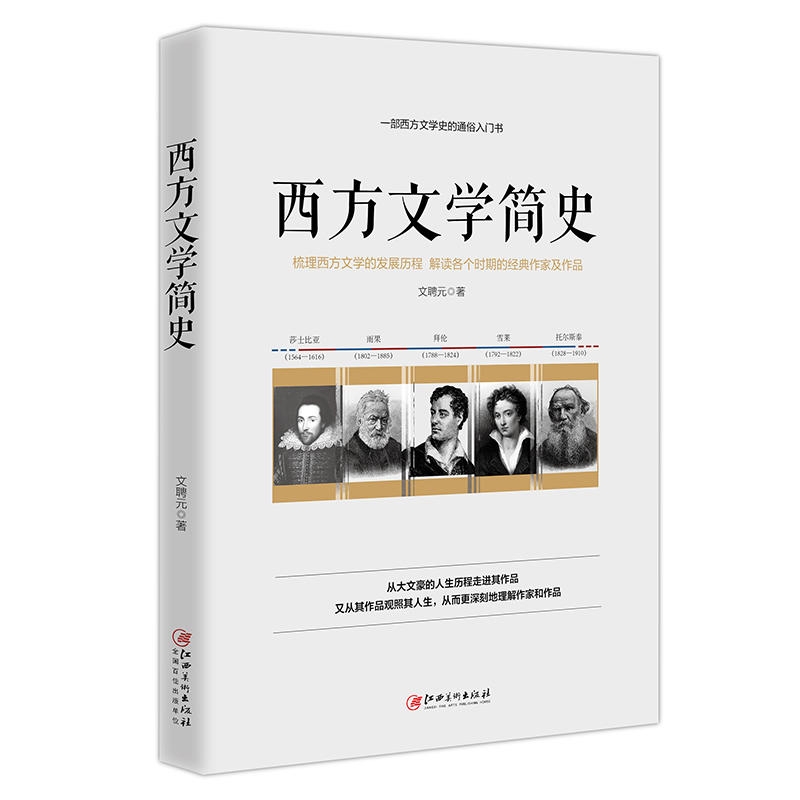 西方文学简史
文聘元◎著
江西美术出版社
全国百佳出版单位
一部西方文学史的通俗入门书
西方文学简史
梳理西方文学的发展历程 解读各个时期的经典作家及作品
文聘元◎著
莎士比亚 雨果 拜伦 雪莱 托尔斯泰
(1564—1616) (1802—1885) (1788—1824) (1792—1822) (1828—1910)
从大文豪的人生历程走进其作品
又从其作品观照其人生，从而更深刻地理解作家和作品
江西美術出版社
JIANGXI FINE ARTS PUBLISHING HOUSE